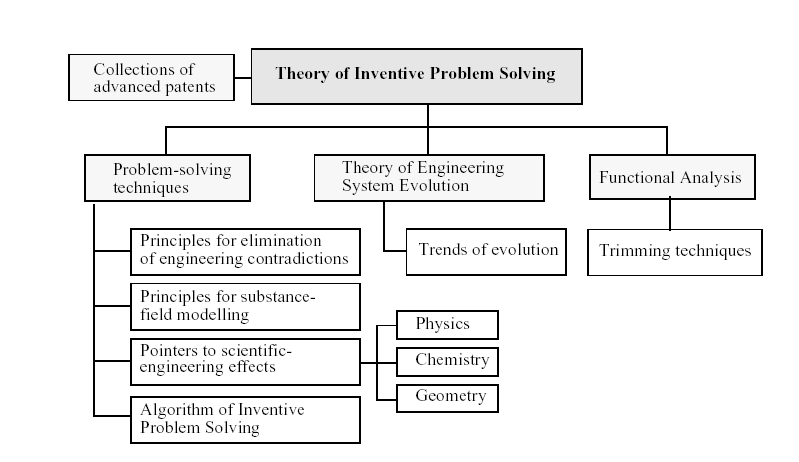 Collections of
advanced patents
Theory of Inventive Problem Solving
Problem-solving
techniques
Theory of Engineering
System Evolution
Functional Analysis
Principles for elimination
of engineering contradictions
Trends of evolution
Trimming techniques
Principles for substance-
field modelling
Pointers to scientific-
engineering effects
Physics
Chemistry
Geometry
Algorithm of Inventive
Problem Solving